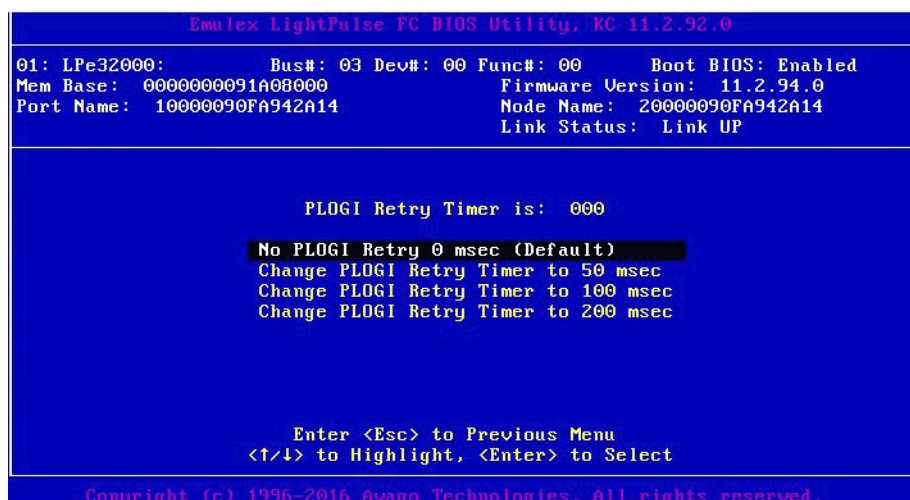 Emulex LightPulse FC BIOS Utility, KC 11.2.92.0
01: LPe32000: Bus#: 03 Dev#: 00 Func#: 00 Boot BIOS: Enabled
Mem Base: 0000000091A08000 Firmware Version: 11.2.94.0
Port Name: 10000090FA942A14 Node Name: 20000090FA942A14
Link Status: Link UP
PLOGI Retry Timer is: 000
No PLOGI Retry 0 msec (Default)
Change PLOGI Retry Timer to 50 msec
Change PLOGI Retry Timer to 100 msec
Change PLOGI Retry Timer to 200 msec
Enter <Esc> to Previous Menu
<↑/↓> to Highlight, <Enter> to Select
Copyright (c) 1996-2016 Avago Technologies. All rights reserved.